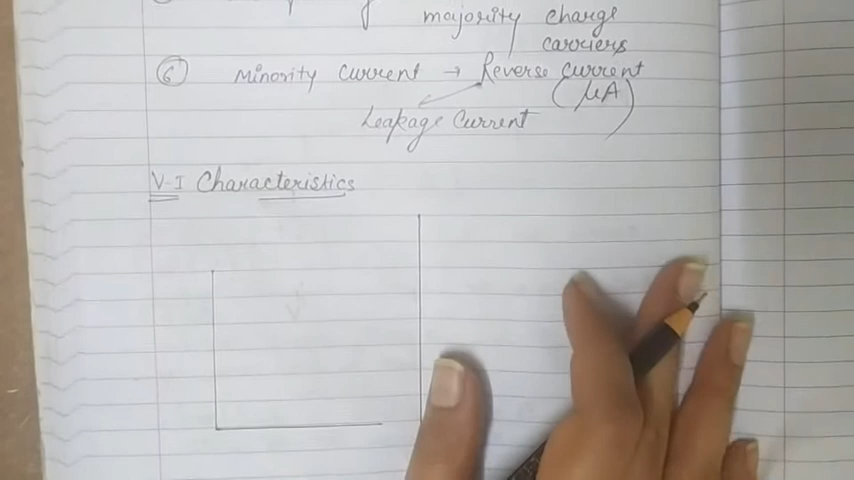 majority charge
carriers
6 Minority Current → Reverse Current
(μA)
Leakage Current
V-I Characteristics